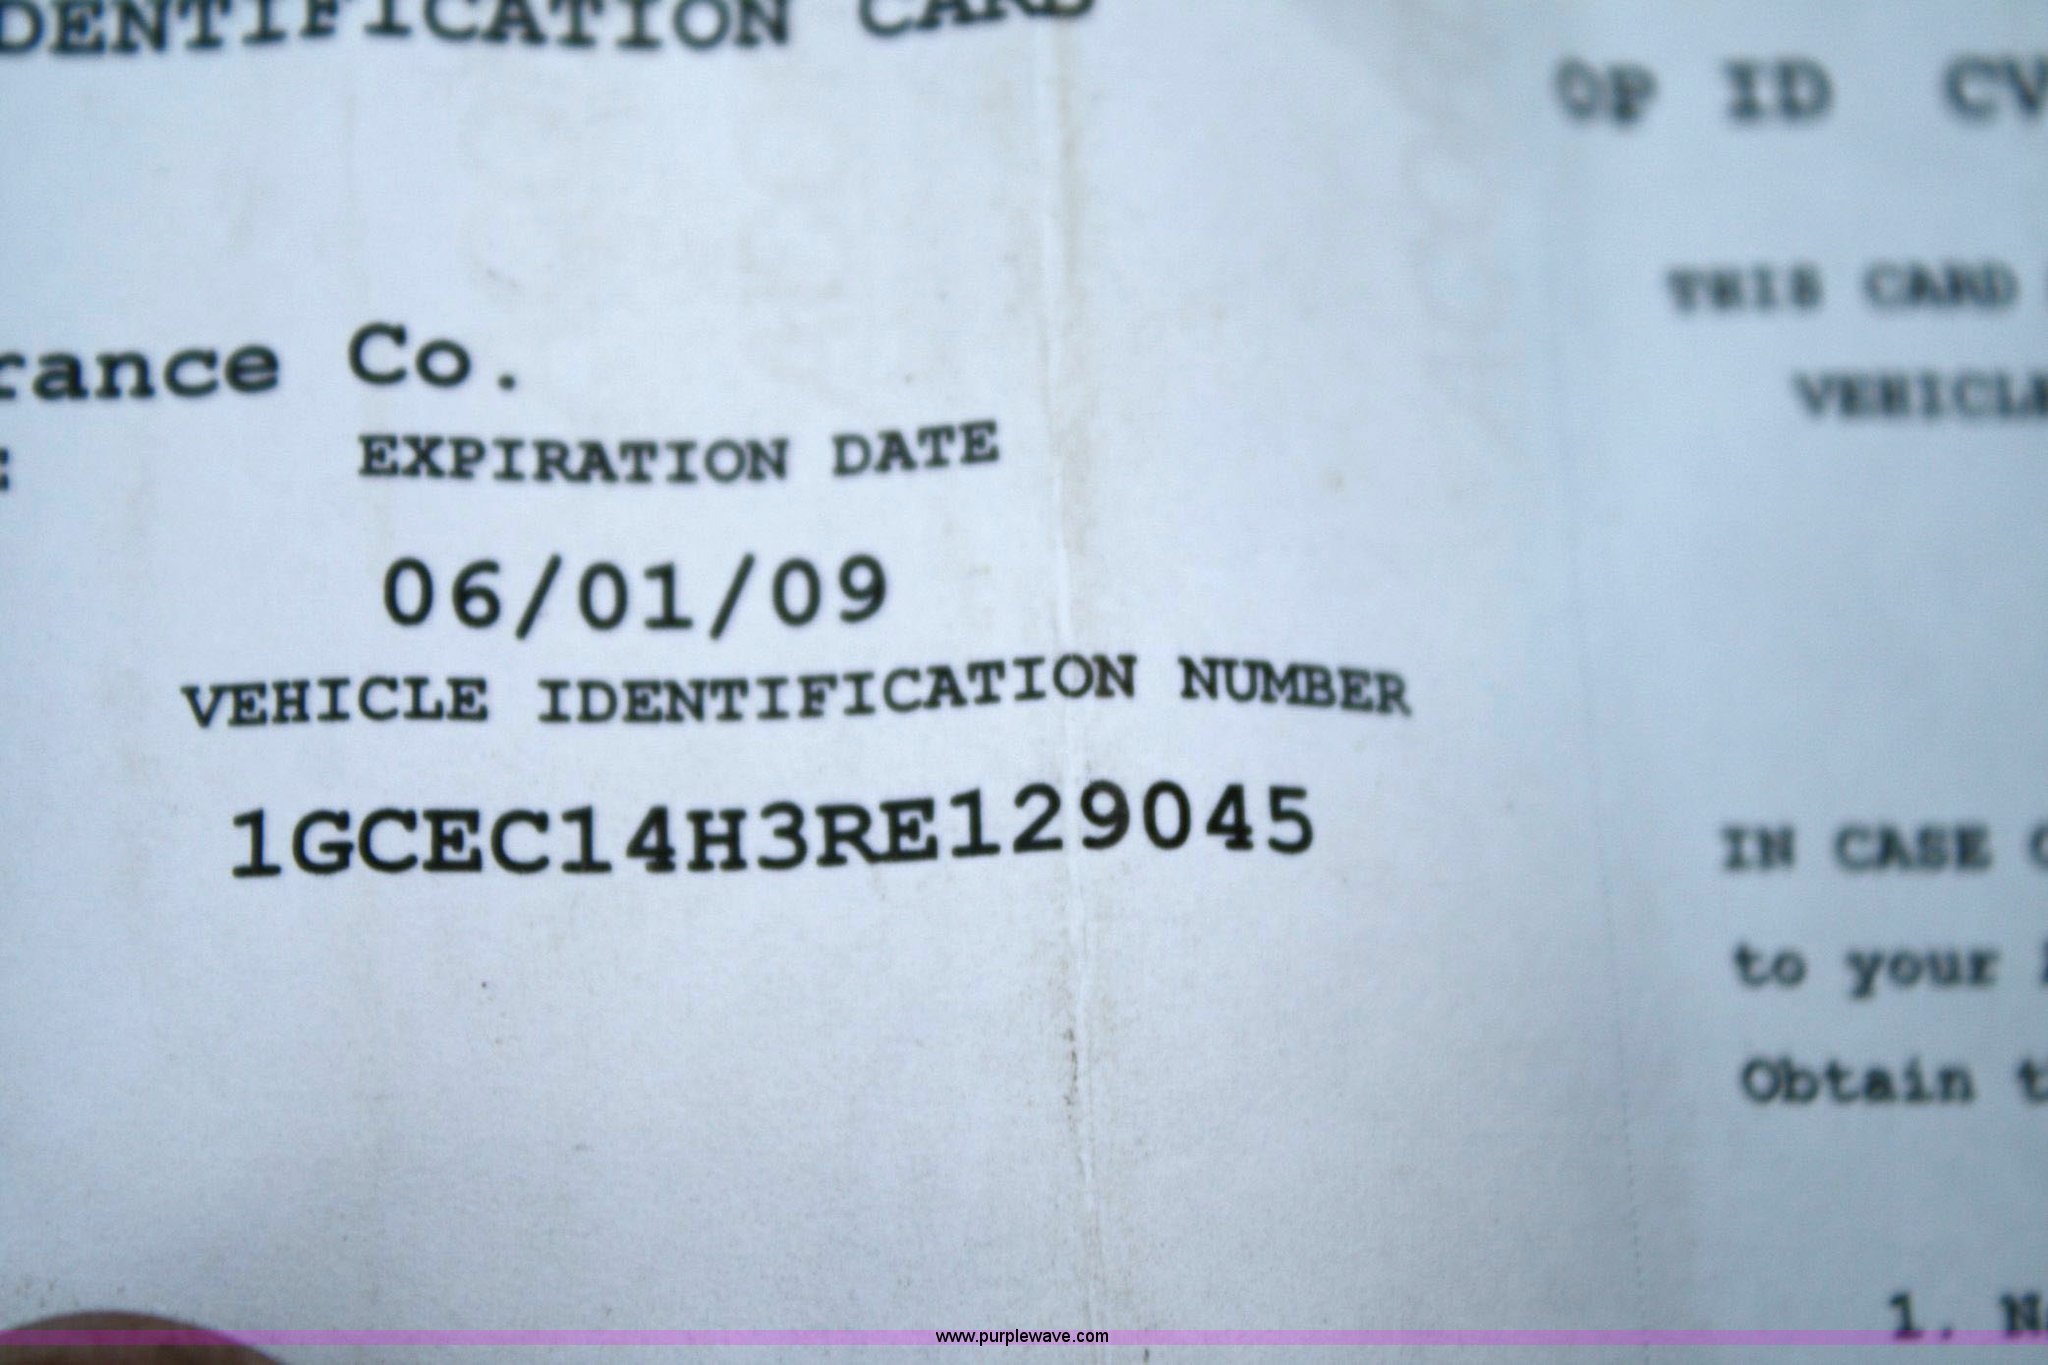 DENTIFICATION CARD
OP ID CV
THIS CARD
VEHICLE
rance Co.
EXPIRATION DATE
06/01/09
VEHICLE IDENTIFICATION NUMBER
1GCEC14H3RE129045
IN CASE
to your
Obtain t
1. N
www.purplewave.com